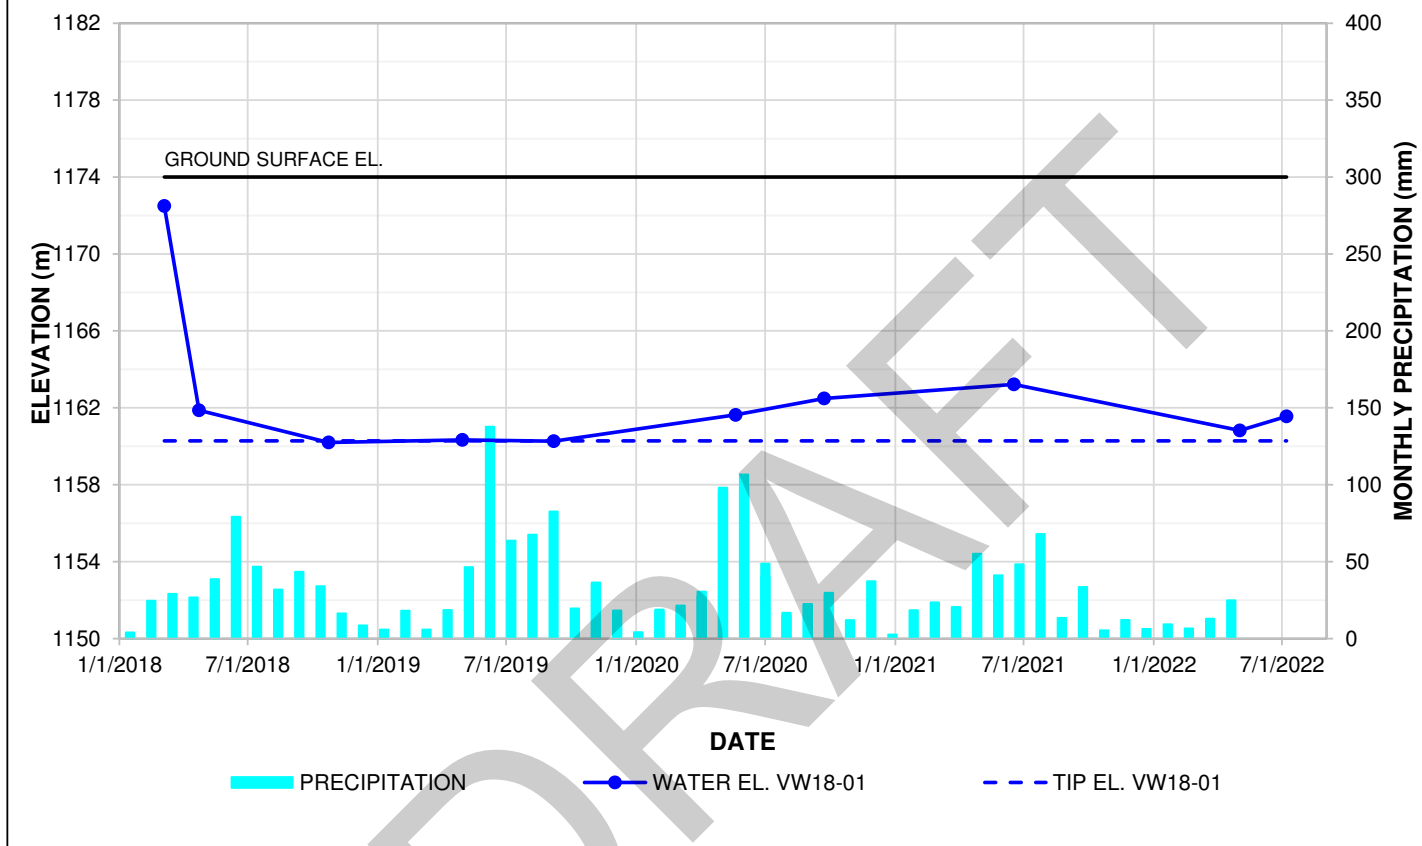 1182
1178
1174
1170
1166
1162
1158
1154
1150
ELEVATION (m)
GROUND SURFACE EL.
400
350
300
250
200
150
100
50
0
MONTHLY PRECIPITATION (mm)
1/1/2018 7/1/2018 1/1/2019 7/1/2019 1/1/2020 7/1/2020 1/1/2021 7/1/2021 1/1/2022 7/1/2022
DATE
PRECIPITATION WATER EL. VW18-01 TIP EL. VW18-01
DRAFT